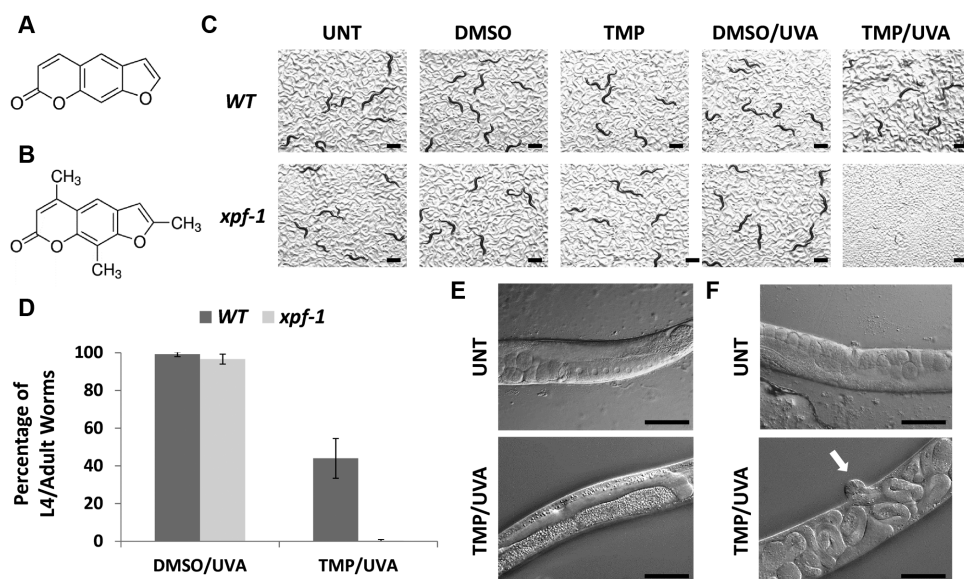 A
O
O
O
B
CH3
O
O
O
CH3
CH3
C
UNT DMSO TMP DMSO/UVA TMP/UVA
WT
xpf-1
D
WT xpf-1
Percentage of
L4/Adult Worms
100
80
60
40
20
0
DMSO/UVA TMP/UVA
E
UNT
TMP/UVA
F
UNT
TMP/UVA